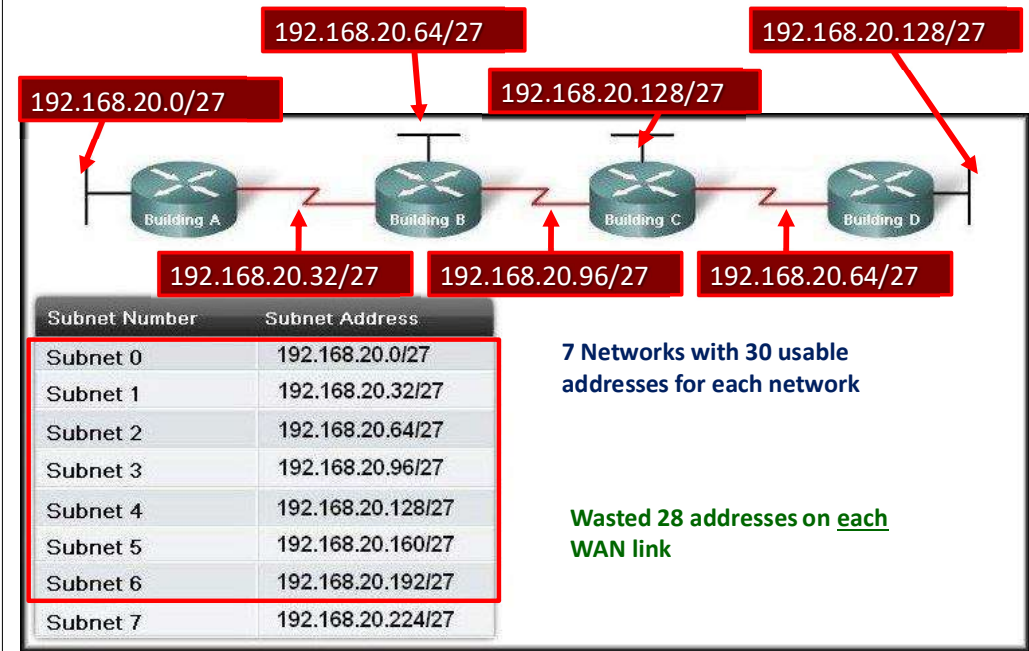 192.168.20.64/27
192.168.20.128/27
192.168.20.0/27
192.168.20.128/27
Building A
Building B
Building C
Building D
192.168.20.32/27
192.168.20.96/27
192.168.20.64/27
Subnet Number Subnet Address
Subnet 0 192.168.20.0/27
Subnet 1 192.168.20.32/27
Subnet 2 192.168.20.64/27
Subnet 3 192.168.20.96/27
Subnet 4 192.168.20.128/27
Subnet 5 192.168.20.160/27
Subnet 6 192.168.20.192/27
Subnet 7 192.168.20.224/27
7 Networks with 30 usable
addresses for each network
Wasted 28 addresses on each
WAN link